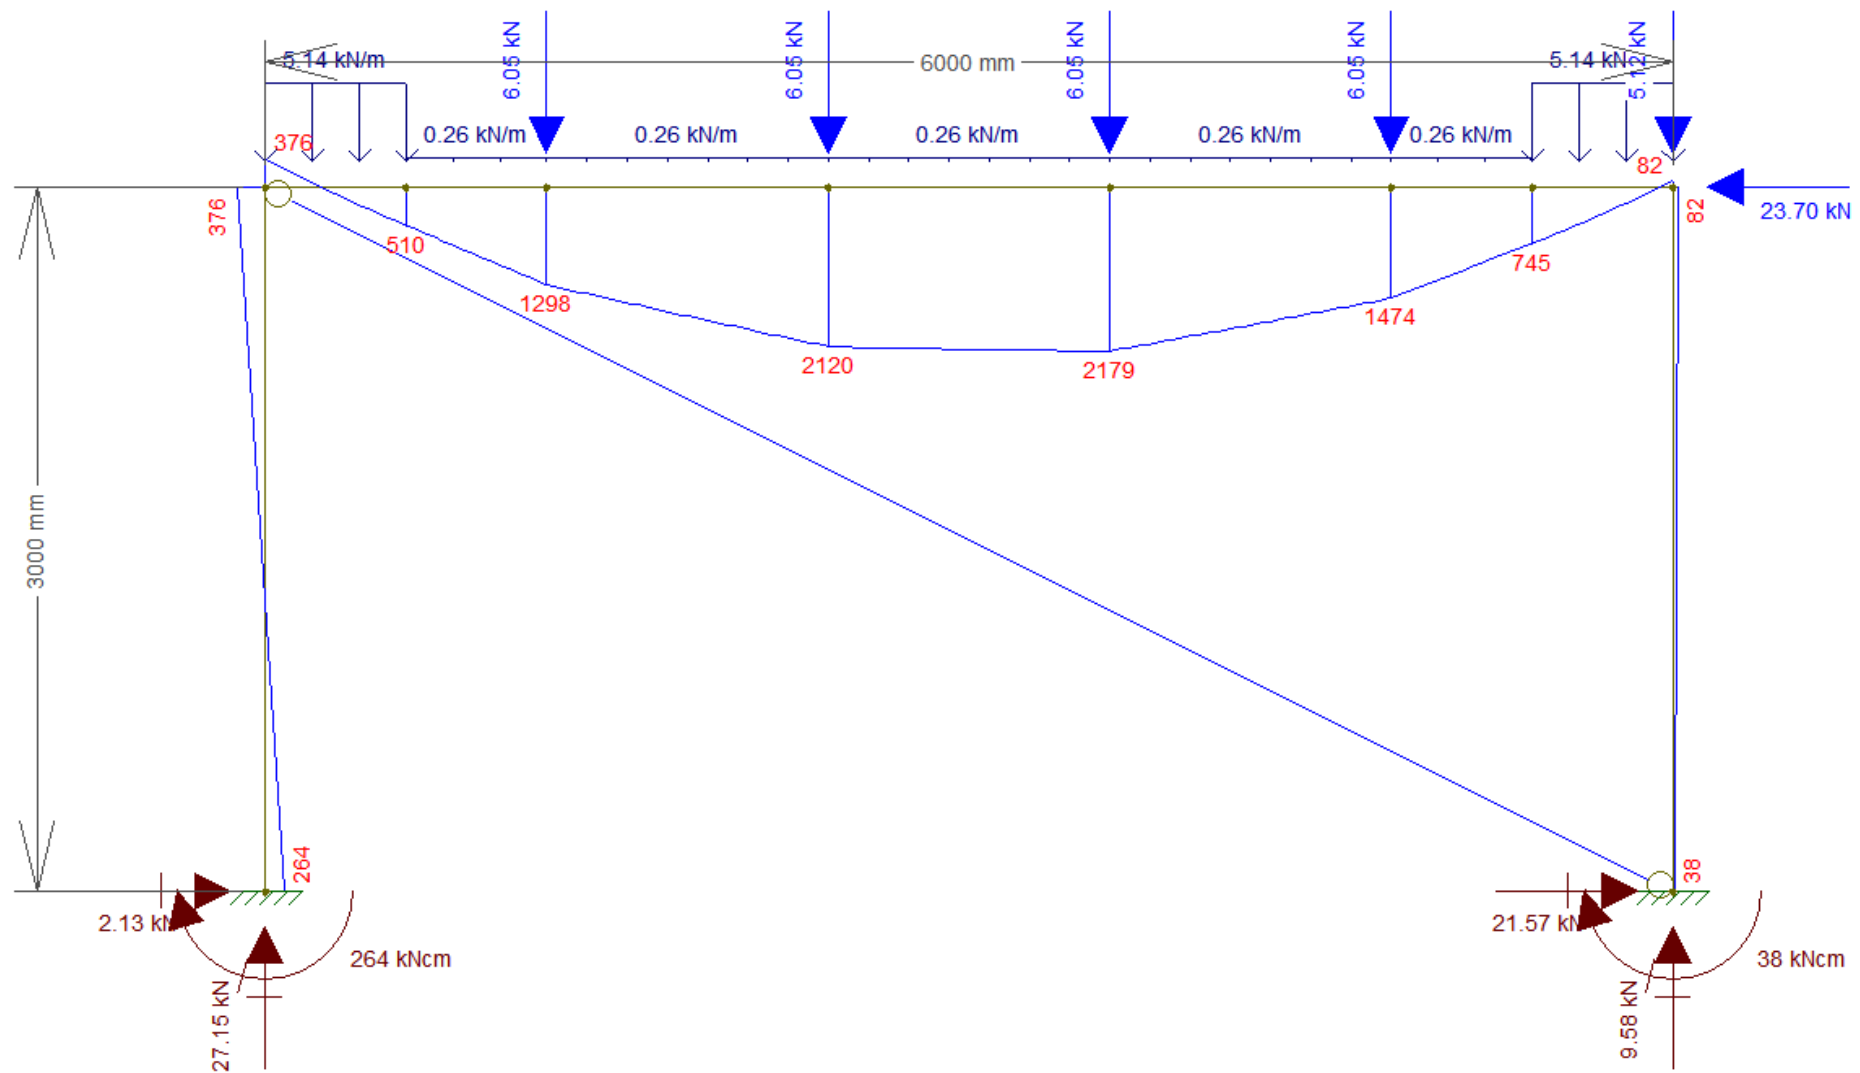 5.14 kN/m
6.05 kN
6.05 kN
6000 mm
6.05 kN
6.05 kN
5.14 kN
5.12 kN
0.26 kN/m
0.26 kN/m
0.26 kN/m
0.26 kN/m
0.26 kN/m
376
82
376
82
23.70 kN
510
1298
2120
2179
1474
745
3000 mm
264
38
2.13 kN
264 kNcm
27.15 kN
21.57 kN
38 kNcm
9.58 kN